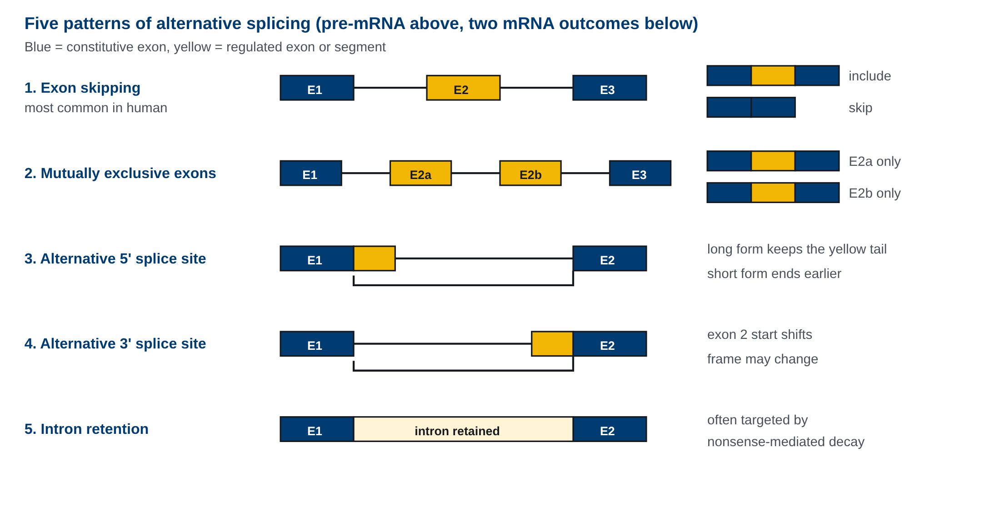 Five patterns of alternative splicing (pre-mRNA above, two mRNA outcomes below)
Blue = constitutive exon, yellow = regulated exon or segment
1. Exon skipping
most common in human
E1
E2
E3
include
skip
2. Mutually exclusive exons
E1
E2a
E2b
E3
E2a only
E2b only
3. Alternative 5' splice site
E1
E2
long form keeps the yellow tail
short form ends earlier
4. Alternative 3' splice site
E1
E2
exon 2 start shifts
frame may change
5. Intron retention
E1
intron retained
E2
often targeted by
nonsense-mediated decay